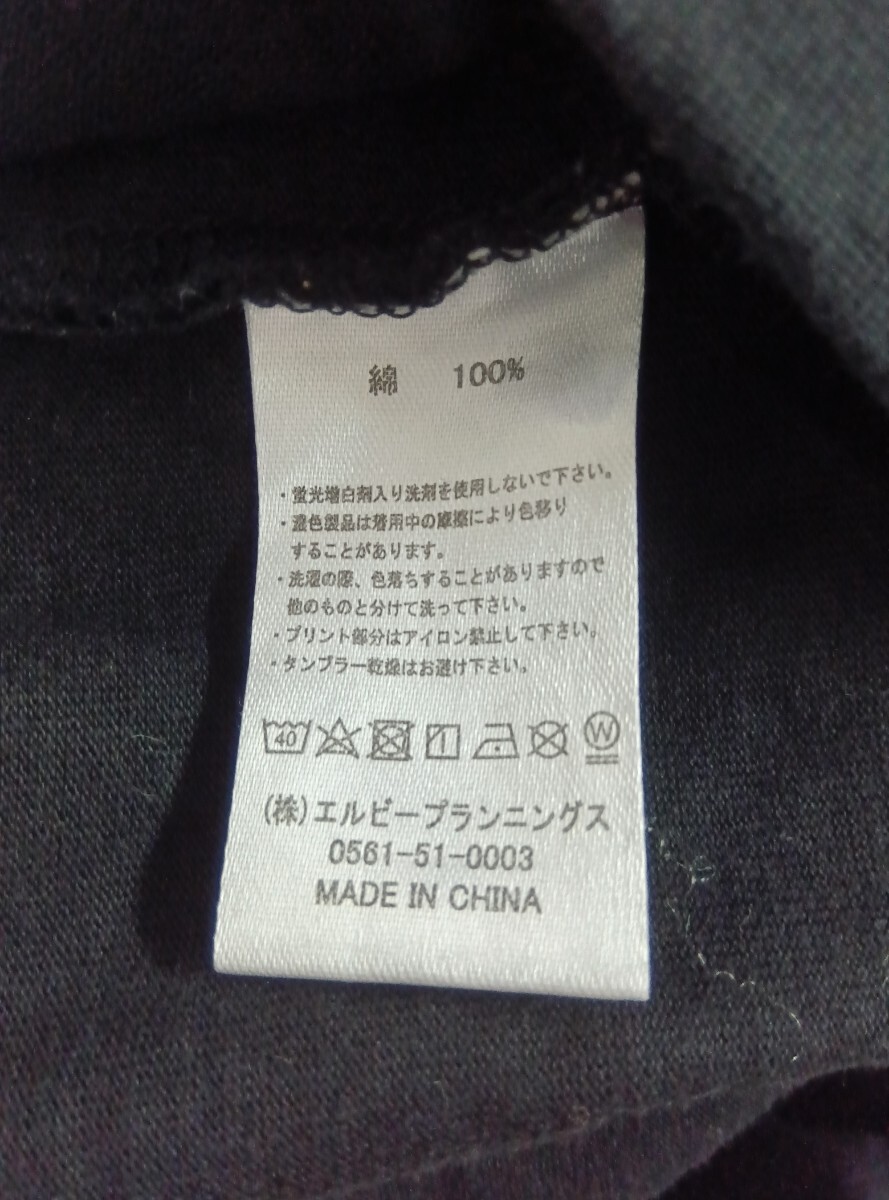 綿 100%
・蛍光増白剤入り洗剤を使用しないで下さい。
・濃色製品は着用中の摩擦により色移り
することがあります。
・洗濯の際、色落ちすることがありますので
他のものと分けて洗って下さい。
・プリント部分はアイロン禁止して下さい。
・タンブラー乾燥はお避け下さい。
40 W
(株)エルビープランニングス
0561-51-0003
MADE IN CHINA